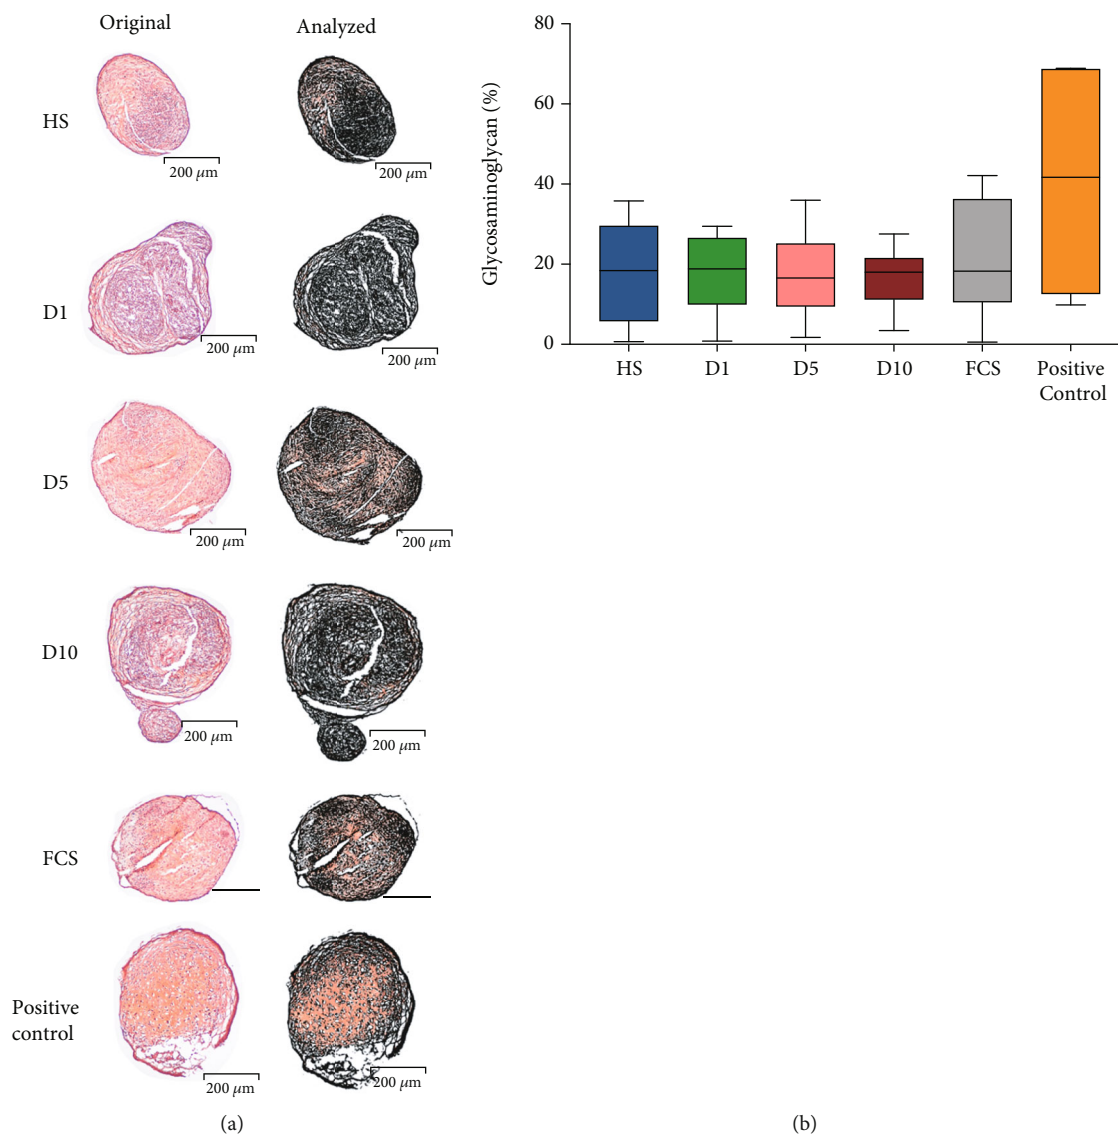 Original
Analyzed
HS
200 μm
200 μm
D1
200 μm
200 μm
D5
200 μm
200 μm
D10
200 μm
200 μm
FCS
Positive
control
200 μm
200 μm
(a)
80
60
40
20
0
Glycosaminoglycan (%)
HS
D1
D5
D10
FCS
Positive
Control
(b)